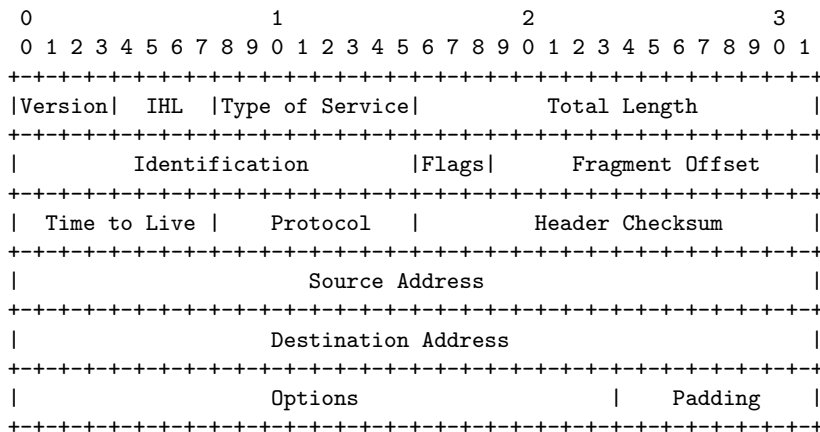 0                   1                   2                   3
0 1 2 3 4 5 6 7 8 9 0 1 2 3 4 5 6 7 8 9 0 1 2 3 4 5 6 7 8 9 0 1
+-+-+-+-+-+-+-+-+-+-+-+-+-+-+-+-+-+-+-+-+-+-+-+-+-+-+-+-+-+-+-+-+
|Version|  IHL  |Type of Service|          Total Length         |
+-+-+-+-+-+-+-+-+-+-+-+-+-+-+-+-+-+-+-+-+-+-+-+-+-+-+-+-+-+-+-+-+
|         Identification        |Flags|      Fragment Offset    |
+-+-+-+-+-+-+-+-+-+-+-+-+-+-+-+-+-+-+-+-+-+-+-+-+-+-+-+-+-+-+-+-+
|  Time to Live |    Protocol   |         Header Checksum       |
+-+-+-+-+-+-+-+-+-+-+-+-+-+-+-+-+-+-+-+-+-+-+-+-+-+-+-+-+-+-+-+-+
|                       Source Address                          |
+-+-+-+-+-+-+-+-+-+-+-+-+-+-+-+-+-+-+-+-+-+-+-+-+-+-+-+-+-+-+-+-+
|                    Destination Address                        |
+-+-+-+-+-+-+-+-+-+-+-+-+-+-+-+-+-+-+-+-+-+-+-+-+-+-+-+-+-+-+-+-+
|                    Options                    |    Padding    |
+-+-+-+-+-+-+-+-+-+-+-+-+-+-+-+-+-+-+-+-+-+-+-+-+-+-+-+-+-+-+-+-+